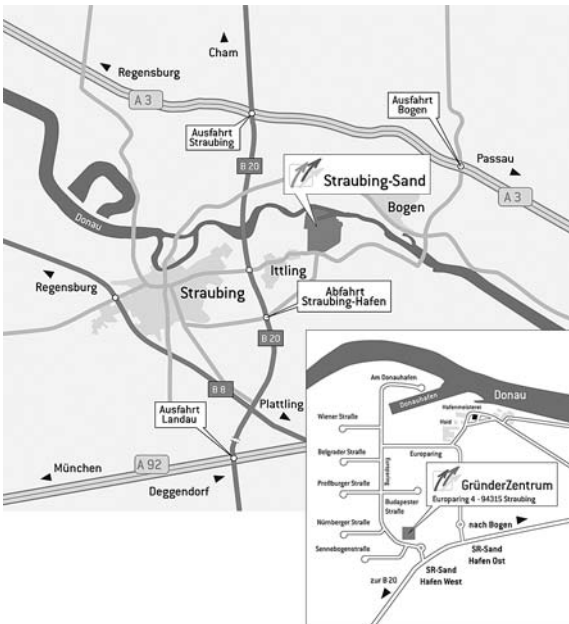 Cham
Regensburg
A 3
Ausfahrt
Straubing
Ausfahrt
Bogen
B 20
Passau
A 3
Straubing-Sand
Bogen
Donau
Ittling
Regensburg
Straubing
Abfahrt
Straubing-Hafen
B 20
B 8
Plattling
Ausfahrt
Landau
München
A 92
Deggendorf
Am Donauhafen
Donauhafen
Donau
Hafenmeisterei
Wiener Straße
Haid
Belgrader Straße
Europaring
Europaring
Preßburger Straße
GründerZentrum
Europaring 4 - 94315 Straubing
Budapester
Straße
Nürnberger Straße
nach Bogen
Sennebogenstraße
SR-Sand
Hafen Ost
SR-Sand
Hafen West
zur B 20